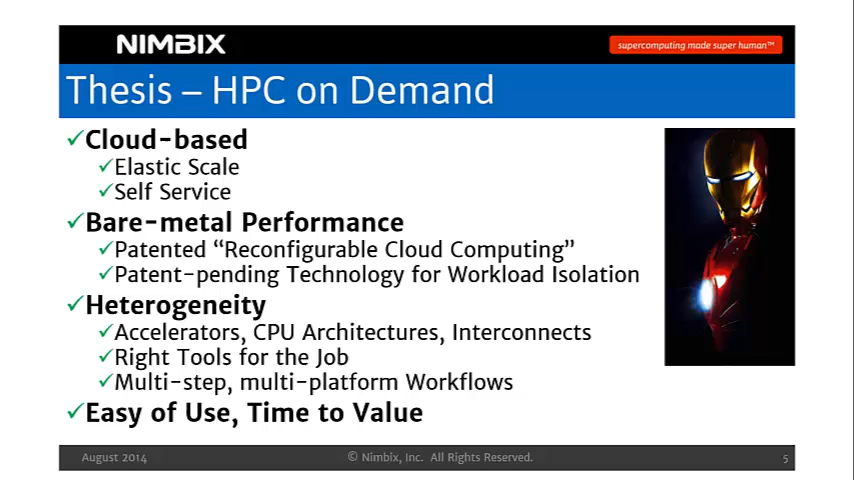 NIMBIX
supercomputing made super human™
Thesis – HPC on Demand
✓Cloud-based
✓Elastic Scale
✓Self Service
✓Bare-metal Performance
✓Patented “Reconfigurable Cloud Computing”
✓Patent-pending Technology for Workload Isolation
✓Heterogeneity
✓Accelerators, CPU Architectures, Interconnects
✓Right Tools for the Job
✓Multi-step, multi-platform Workflows
✓Easy of Use, Time to Value
August 2014
© Nimbix, Inc. All Rights Reserved.
5